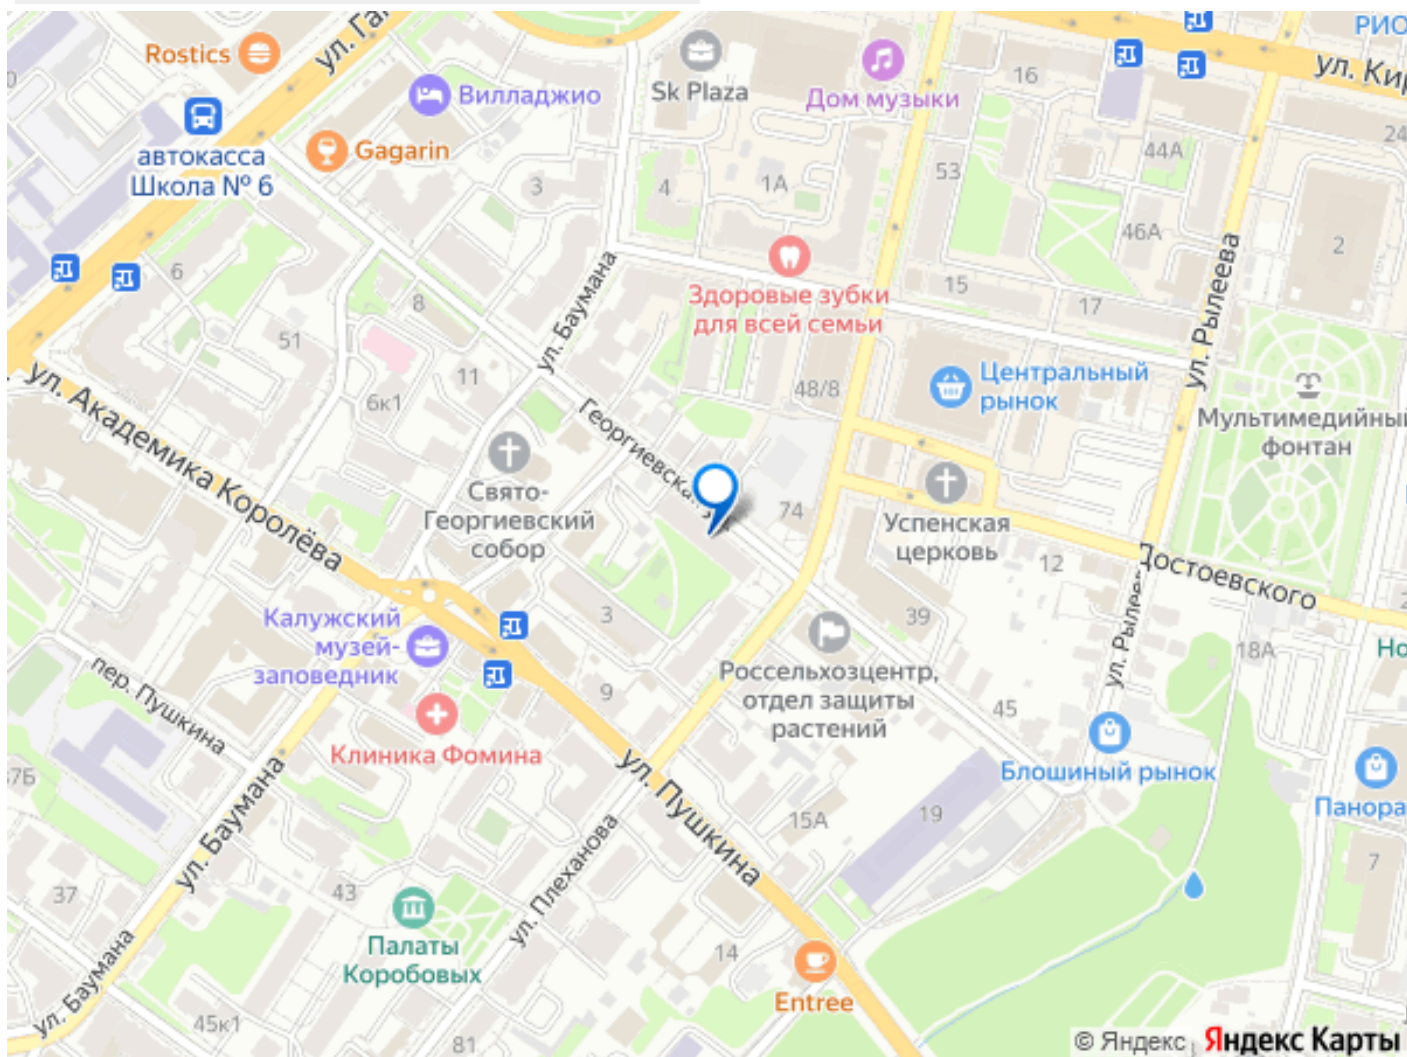 Rostics
ул. Га
Вилладжио
Sk Plaza
Дом музыки
РИО
ул. Кир
16
24
автокасса
Школа № 6
Gagarin
3
4
1А
53
44А
46А
2
6
8
51
ул. Баумана
Здоровые зубки
для всей семьи
15
17
ул. Рылеева
11
6к1
48/8
Центральный
рынок
Мультимедийный
фонтан
ул. Академика Королёва
Георгиевская
Свято-
Георгиевский
собор
74
Успенская
церковь
12
Достоевского
Калужский
музей-
заповедник
3
39
ул. Рылеев
18А
Но
пер. Пушкина
9
Россельхозцентр,
отдел защиты
растений
45
Клиника Фомина
Блошиный рынок
37Б
ул. Баумана
ул. Пушкина
15А
19
Панора
7
37
43
ул. Плеханова
Палаты
Коробовых
14
Entree
ул. Баумана
45к1
81
© Яндекс
Яндекс Карты